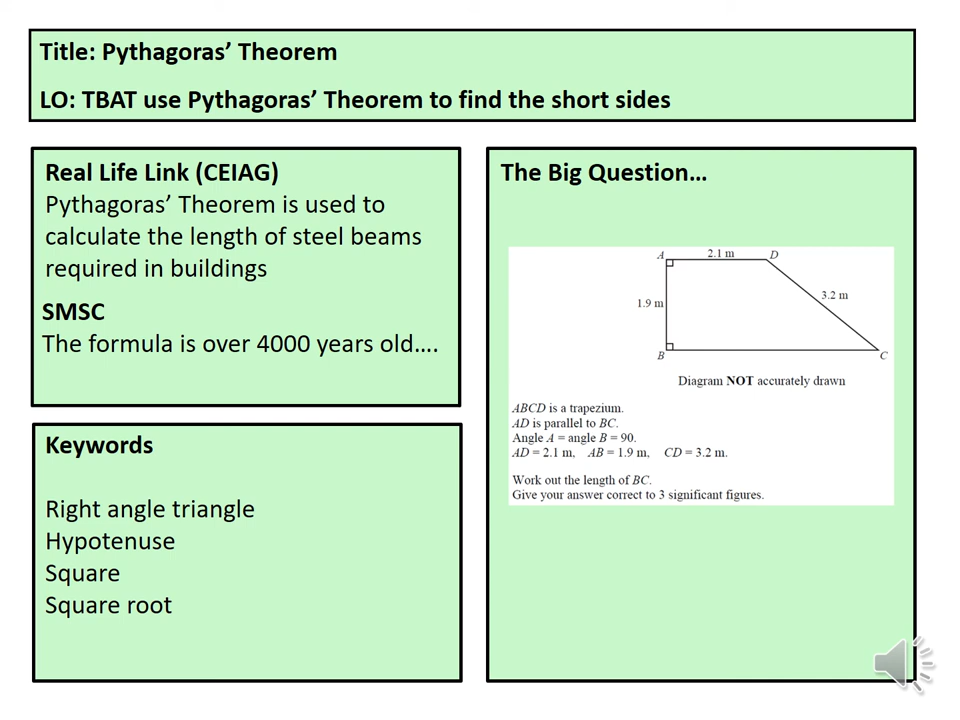 Title: Pythagoras’ Theorem
LO: TBAT use Pythagoras’ Theorem to find the short sides
Real Life Link (CEIAG)
Pythagoras’ Theorem is used to
calculate the length of steel beams
required in buildings
SMSC
The formula is over 4000 years old....
Keywords
Right angle triangle
Hypotenuse
Square
Square root
The Big Question...
A
2.1 m
D
1.9 m
3.2 m
B
C
Diagram NOT accurately drawn
ABCD is a trapezium.
AD is parallel to BC.
Angle A = angle B = 90.
AD = 2.1 m, AB = 1.9 m, CD = 3.2 m.
Work out the length of BC.
Give your answer correct to 3 significant figures.